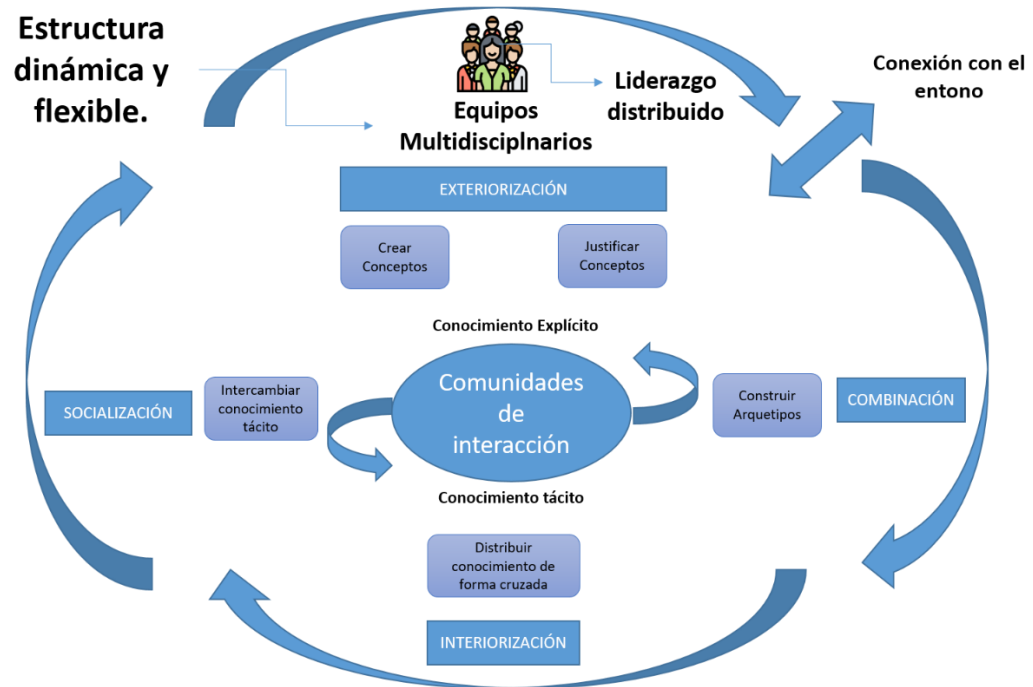 Estructura
dinámica y
flexible.
Equipos
Multidisciplnarios
Liderazgo
distribuido
Conexión con el
entono
EXTERIORIZACIÓN
Crear
Conceptos
Justificar
Conceptos
Conocimiento Explícito
SOCIALIZACIÓN
Intercambiar
conocimiento
tácito
Comunidades
de
interacción
Construir
Arquetipos
COMBINACIÓN
Conocimiento tácito
Distribuir
conocimiento de
forma cruzada
INTERIORIZACIÓN